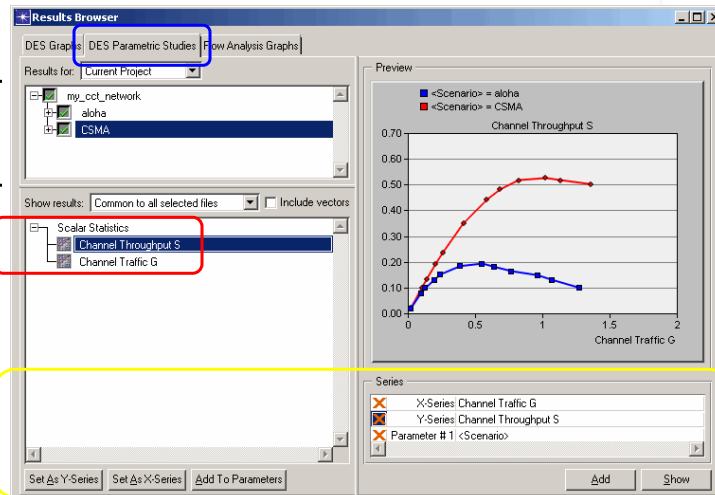 Results Browser
DES Graphs
DES Parametric Studies
Flow Analysis Graphs
Results for: Current Project
my_cct_network
aloha
CSMA
Show results: Common to all selected files
Include vectors
Scalar Statistics
Channel Throughput S
Channel Traffic G
Set As Y-Series
Set As X-Series
Add To Parameters
Preview
<Scenario> = aloha
<Scenario> = CSMA
Channel Throughput S
0.70
0.60
0.50
0.40
0.30
0.20
0.10
0.00
0 0.5 1 1.5 2
Channel Traffic G
Series
X-Series Channel Traffic G
Y-Series Channel Throughput S
Parameter # 1 <Scenario>
Add
Show